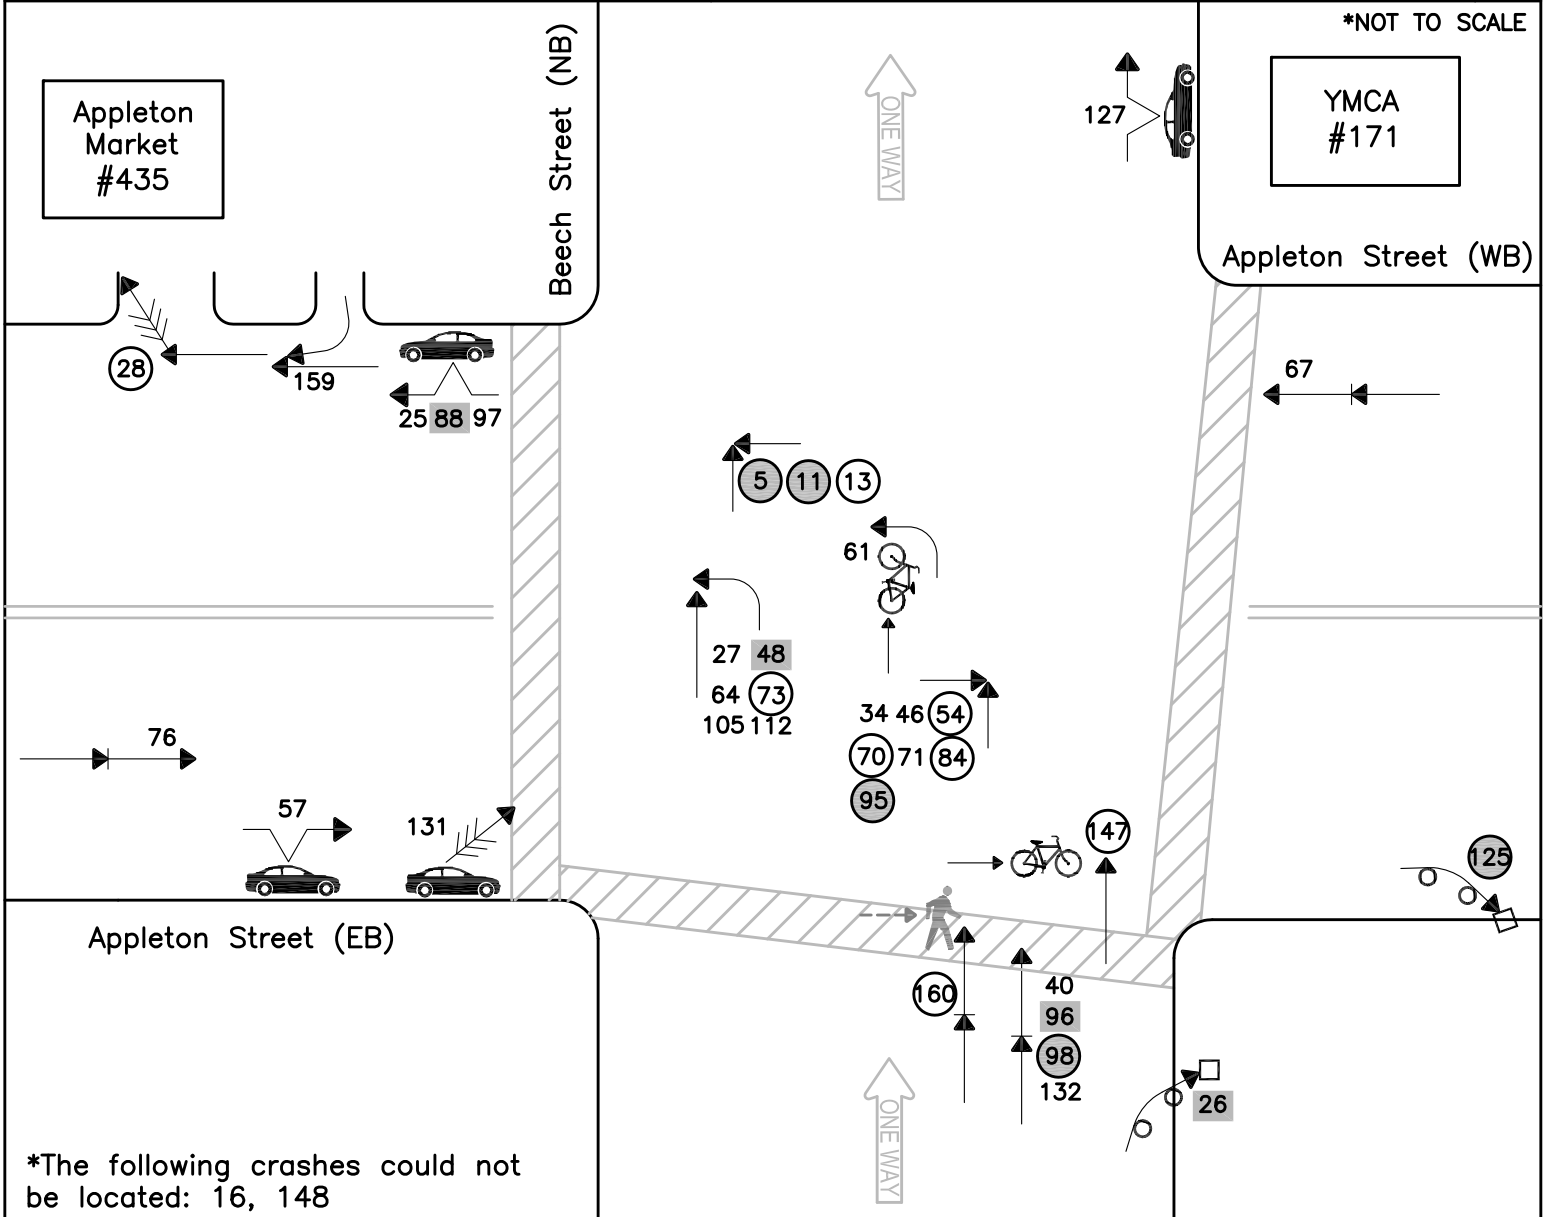 *NOT TO SCALE
Appleton
Market
#435
Beech Street (NB)
ONE WAY
127
YMCA
#171
Appleton Street (WB)
28
159
25 88 97
67
5 11 13
61
27 48
64 73
105 112
34 46 54
70 71 84
95
76
57
131
147
125
Appleton Street (EB)
160
40
96
98
132
26
ONE WAY
*The following crashes could not
be located: 16, 148